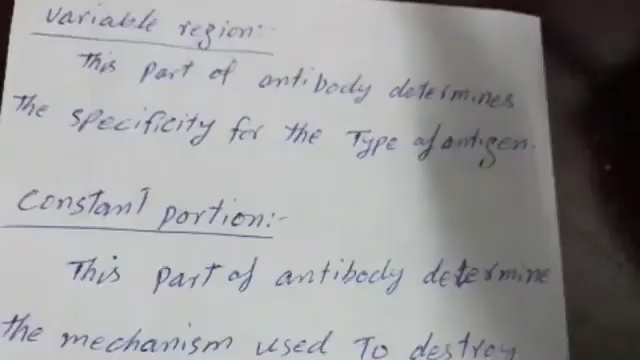 variable region:-
This part of antibody determines
the specificity for the Type of antigen.
Constant portion:-
This part of antibody determine
the mechanism used To destroy